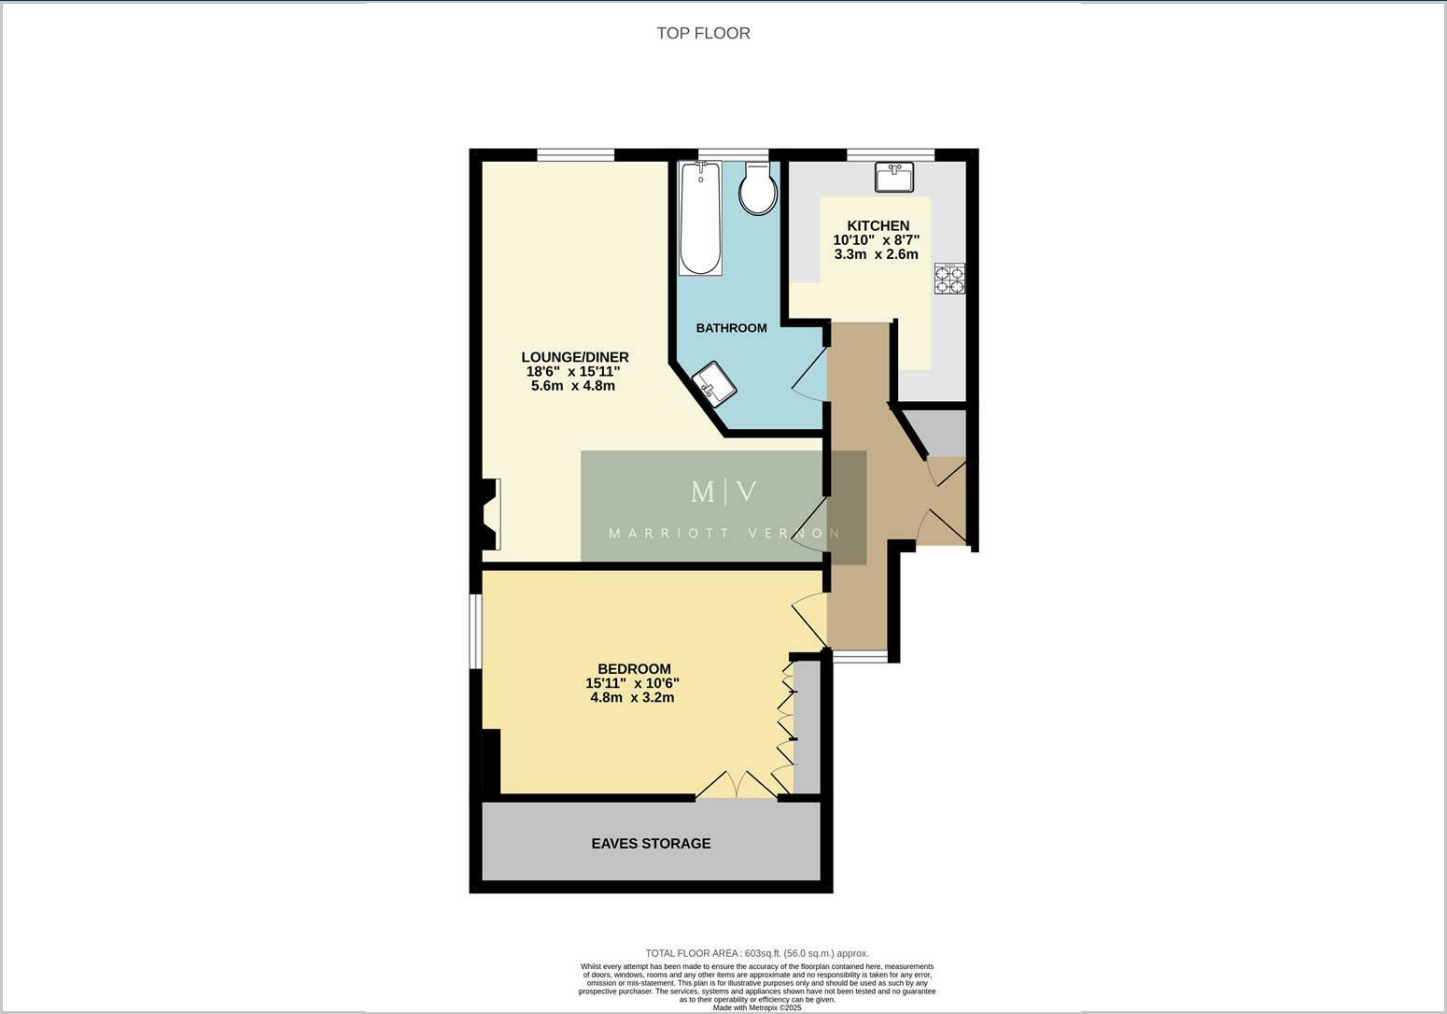 TOP FLOOR
KITCHEN
10'10" x 8'7"
3.3m x 2.6m
BATHROOM
LOUNGE/DINER
18'6" x 15'11"
5.6m x 4.8m
M|V
MARRIOTT VERNON
BEDROOM
15'11" x 10'6"
4.8m x 3.2m
EAVES STORAGE
TOTAL FLOOR AREA : 603sq.ft. (56.0 sq.m.) approx.
Whilst every attempt has been made to ensure the accuracy of the floorplan contained here, measurements
of doors, windows, rooms and any other items are approximate and no responsibility is taken for any error,
omission or mis-statement. This plan is for illustrative purposes only and should be used as such by any
prospective purchaser. The services, systems and appliances shown have not been tested and no guarantee
as to their operability or efficiency can be given.
Made with Metropix ©2025